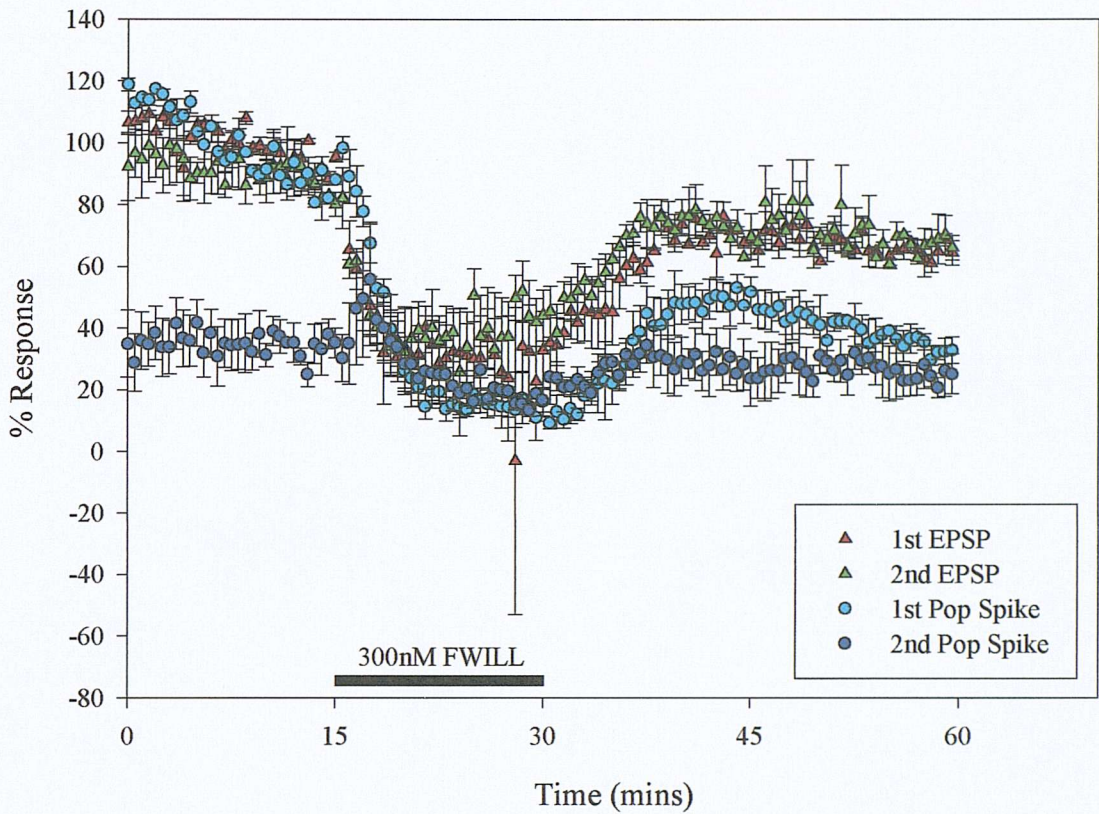 140
120
100
80
60
40
20
0
-20
-40
-60
-80
% Response
300nM FWILL
1st EPSP
2nd EPSP
1st Pop Spike
2nd Pop Spike
0 15 30 45 60
Time (mins)